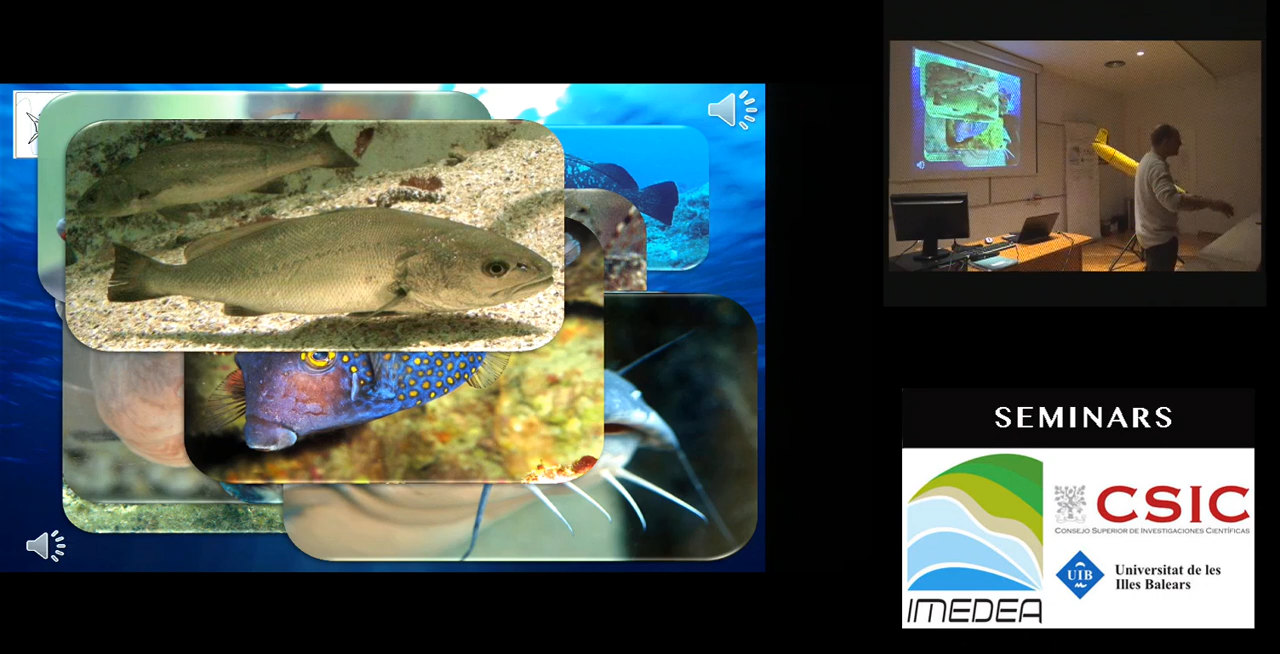 SEMINARS
CSIC
CONSEJO SUPERIOR DE INVESTIGACIONES CIENTÍFICAS
UIB
Universitat de les
Illes Balears
IMEDEA